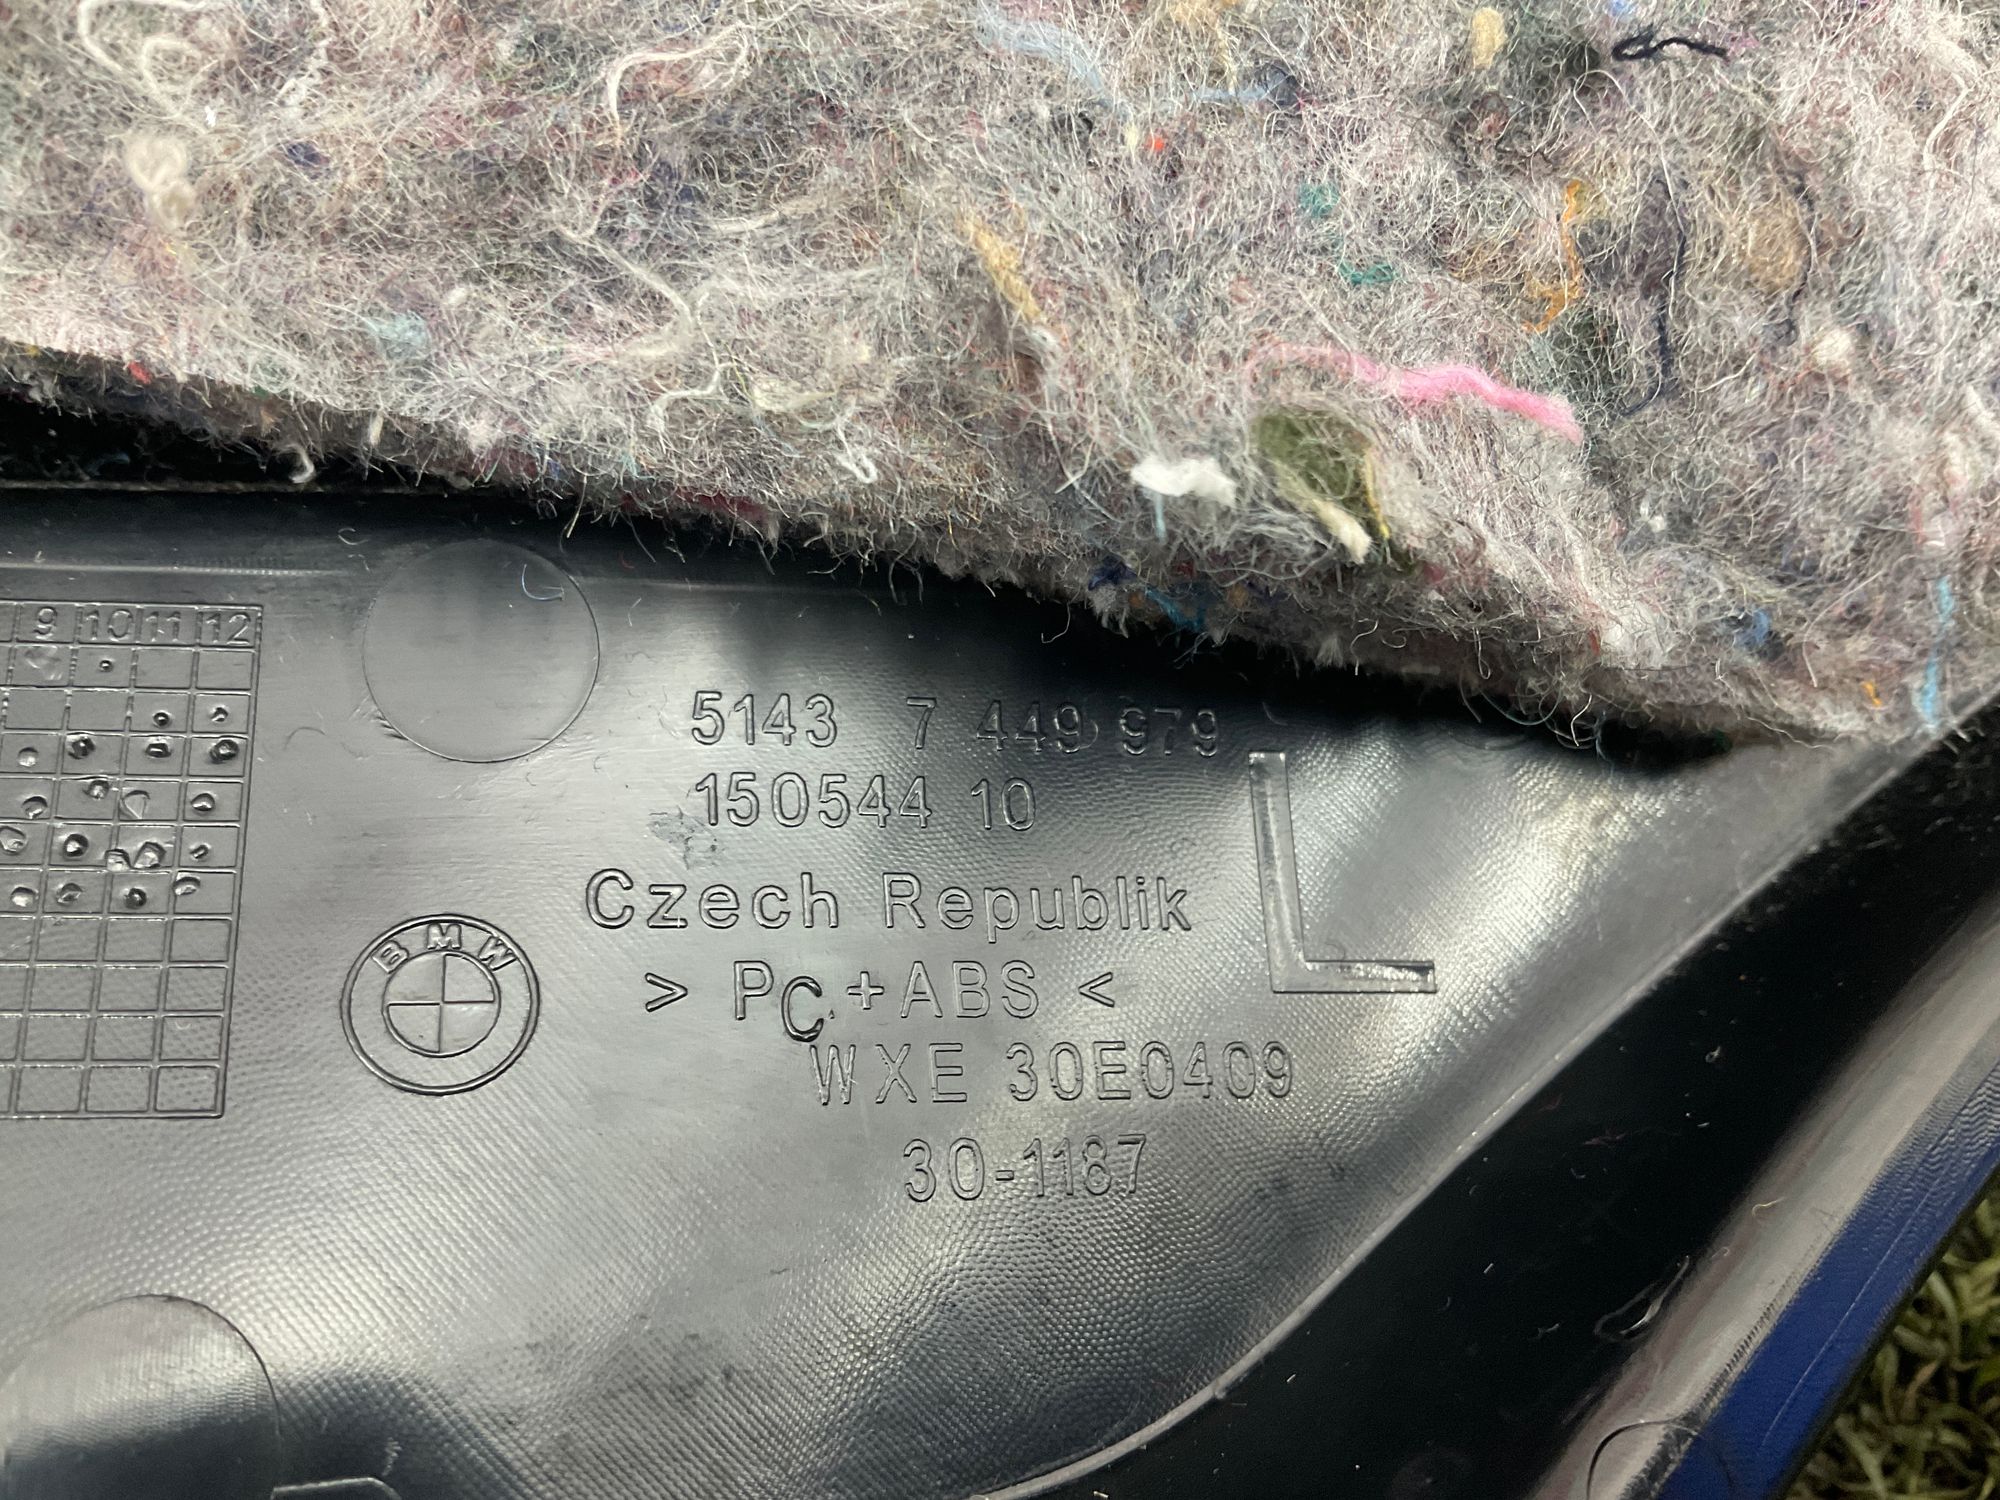 9 10 11 12
5143 7 449 979
150544 10
Czech Republik
L
BMW
> PC+ABS <
WXE 30E0409
30-1187